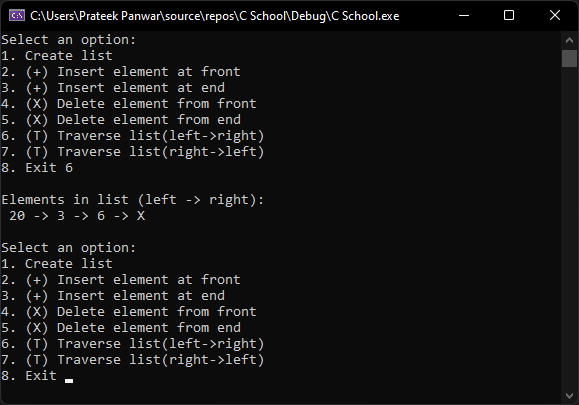 C:\Users\Prateek Panwar\source\repos\C School\Debug\C School.exe
Select an option:
1. Create list
2. (+) Insert element at front
3. (+) Insert element at end
4. (X) Delete element from front
5. (X) Delete element from end
6. (T) Traverse list(left->right)
7. (T) Traverse list(right->left)
8. Exit 6
Elements in list (left -> right):
20 -> 3 -> 6 -> X
Select an option:
1. Create list
2. (+) Insert element at front
3. (+) Insert element at end
4. (X) Delete element from front
5. (X) Delete element from end
6. (T) Traverse list(left->right)
7. (T) Traverse list(right->left)
8. Exit